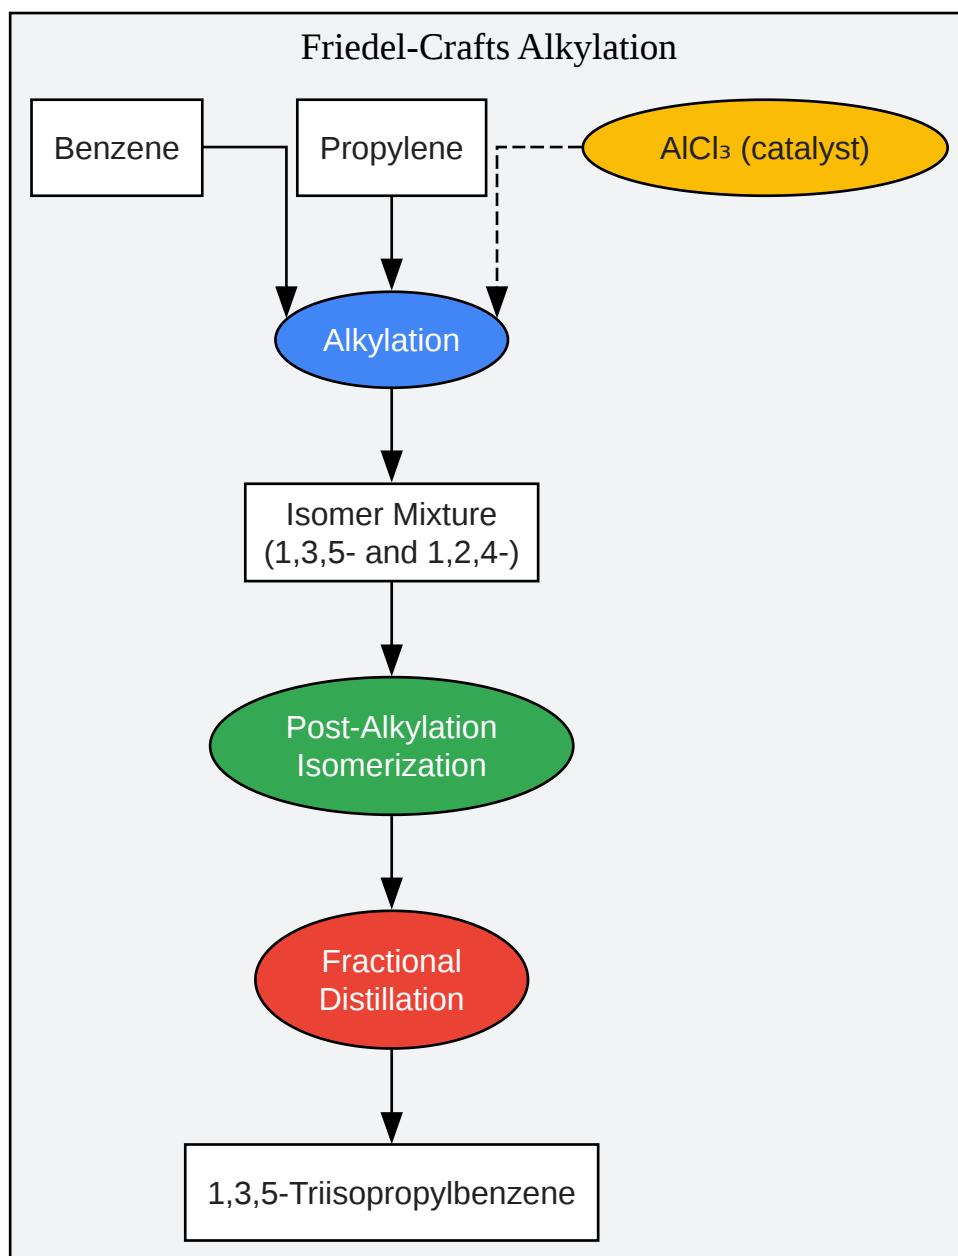 Friedel-Crafts Alkylation
Benzene
Propylene
AlCl₃ (catalyst)
Alkylation
Isomer Mixture
(1,3,5- and 1,2,4-)
Post-Alkylation
Isomerization
Fractional
Distillation
1,3,5-Triisopropylbenzene